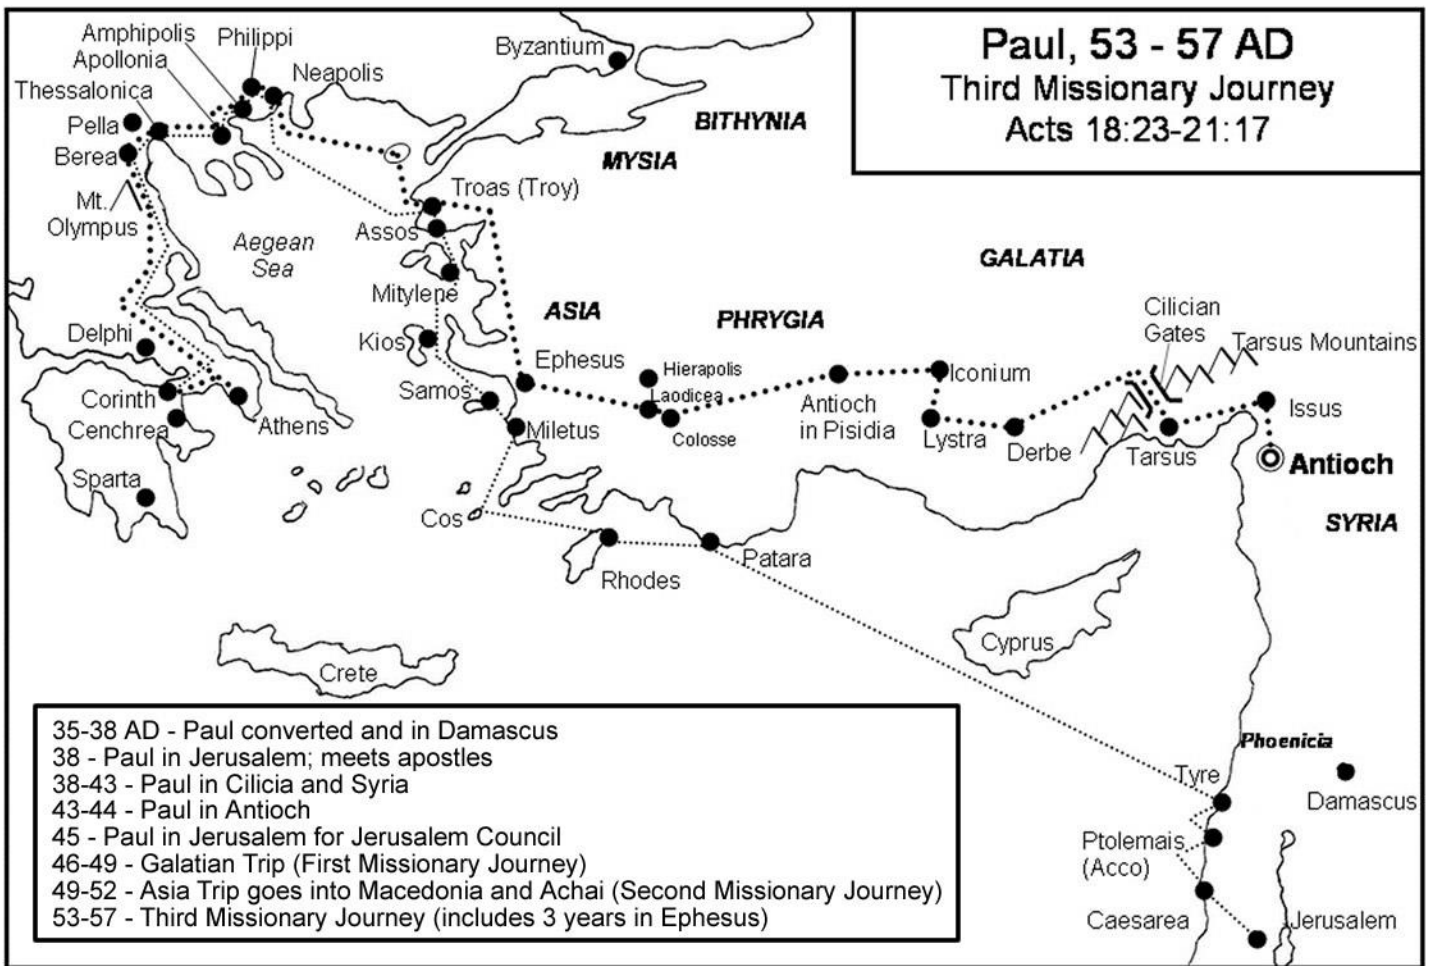 Paul, 53 - 57 AD
Third Missionary Journey
Acts 18:23-21:17
Amphipolis
Philippi
Apollonia
Neapolis
Byzantium
Thessalonica
Pella
Berea
BITHYNIA
MYSIA
Mt.
Olympus
Troas (Troy)
Assos
Aegean
Sea
GALATIA
Mitylene
ASIA
PHRYGIA
Cilician
Gates
Delphi
Kios
Ephesus
Hierapolis
Tarsus Mountains
Iconium
Laodicea
Samos
Corinth
Antioch
in Pisidia
Issus
Cenchrea
Athens
Miletus
Colosse
Lystra
Derbe
Tarsus
Antioch
Sparta
Cos
SYRIA
Patara
Rhodes
Cyprus
Crete
Phoenicia
Tyre
Damascus
Ptolemais
(Acco)
Caesarea
Jerusalem
35-38 AD - Paul converted and in Damascus
38 - Paul in Jerusalem; meets apostles
38-43 - Paul in Cilicia and Syria
43-44 - Paul in Antioch
45 - Paul in Jerusalem for Jerusalem Council
46-49 - Galatian Trip (First Missionary Journey)
49-52 - Asia Trip goes into Macedonia and Achai (Second Missionary Journey)
53-57 - Third Missionary Journey (includes 3 years in Ephesus)